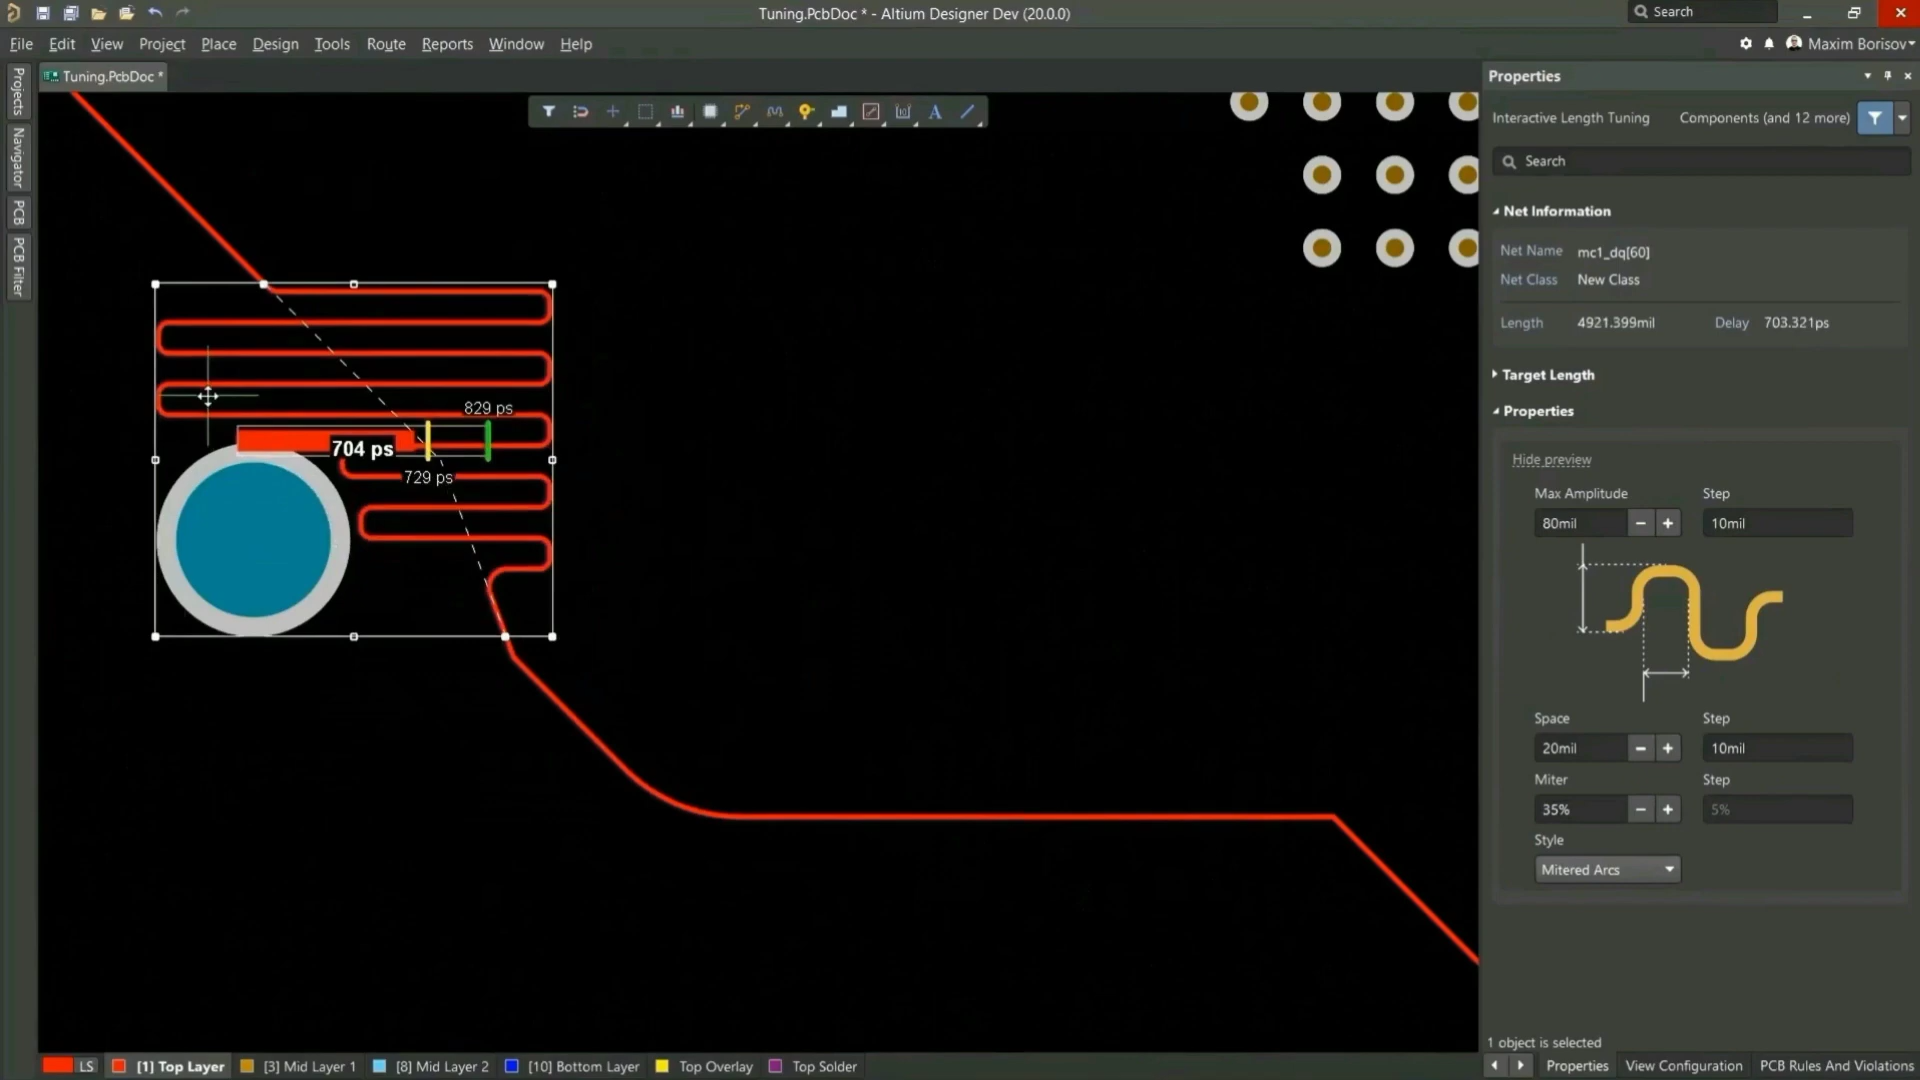 Tuning.PcbDoc * - Altium Designer Dev (20.0.0)
Search
File Edit View Project Place Design Tools Route Reports Window Help
Maxim Borisov
Projects
Navigator
PCB
PCB Filter
Tuning.PcbDoc *
829 ps
704 ps
729 ps
Properties
Interactive Length Tuning Components (and 12 more)
Search
Net Information
Net Name mc1_dq[60]
Net Class New Class
Length 4921.399mil Delay 703.321ps
Target Length
Properties
Hide preview
Max Amplitude Step
80mil 10mil
Space Step
20mil 10mil
Miter Step
35% 5%
Style
Mitered Arcs
1 object is selected
LS [1] Top Layer [3] Mid Layer 1 [8] Mid Layer 2 [10] Bottom Layer Top Overlay Top Solder
Properties View Configuration PCB Rules And Violations